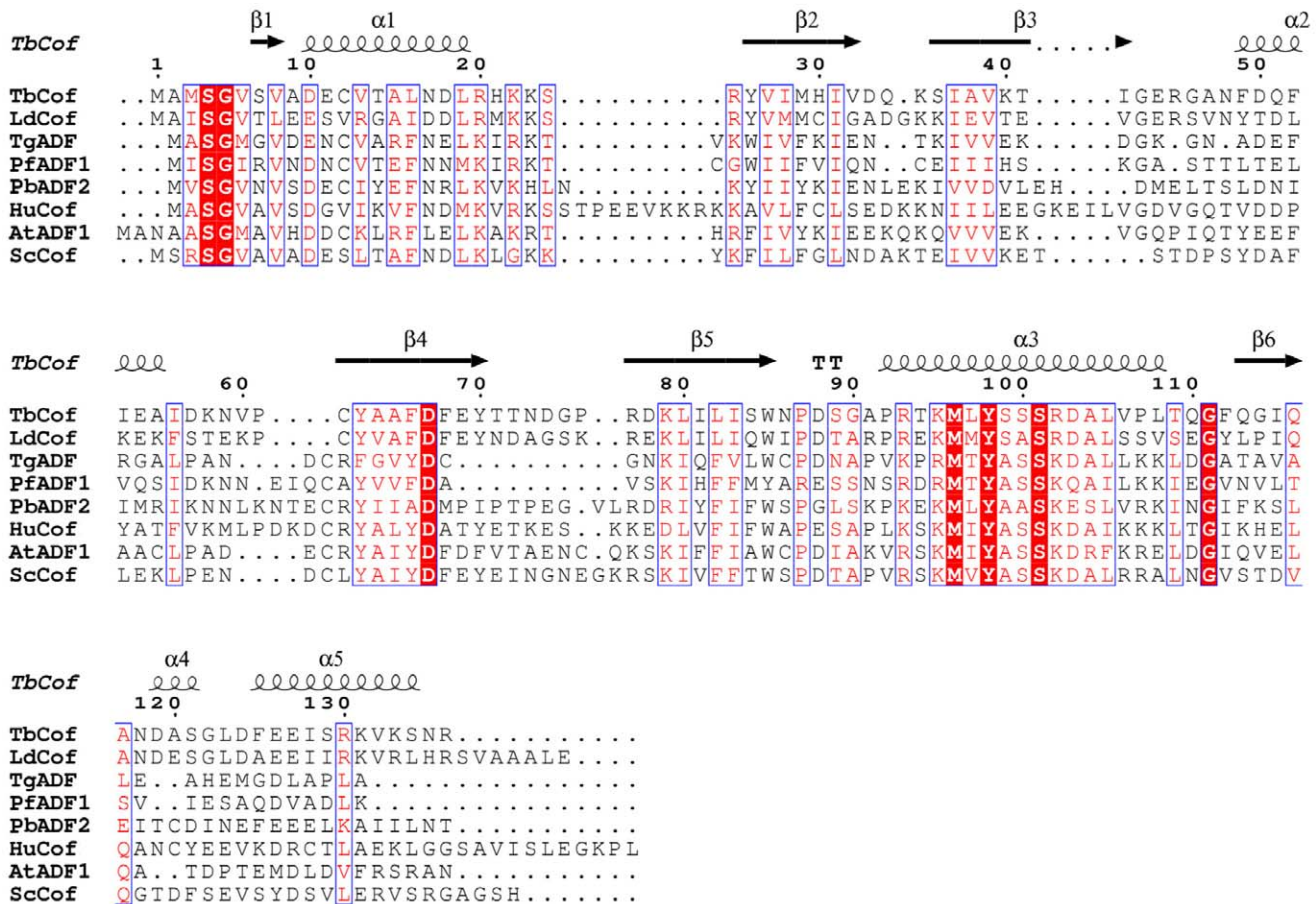 β1 α1 β2 β3 α2
TbCof
1 10 20 30 40 50
TbCof ..MAMSGVSVADECVTALNDLRHKKS..........RYVIMHIVDQ.KSIAVKT.....IGERGANFDQF
LdCof ..MAISGVTLEESVRGAIDDLRMKKS..........RYVMMCIGADGKKIEVTE.....VGERSVNYTDL
TgADF ...MASGMGVDENCVARFNELKIRKT.........VKWIVFKIEN..TKIVVEK.....DGK.GN.ADEF
PfADF1 ...MISGIRVNDNCVTEFNNMKIRKT.........CGWIIFVIQN..CEIIIHS.....KGA.STTLTEL
PbADF2 ...MVSGVNVSDECIYEFNRLKVKHLN.........KYIIYKIENLEKIVVDVLEH...DMELTSLDNI
HuCof ...MASGVAVSDGVIKVFNDMKVRKSSTPEEVKKRKKAVLFCLSEDKKNIILEEGKEILVGDVGQTVDDP
AtADF1 MANAASGMAVHDDCKLRFLELKAKRT..........HRFIVYKIEEKQKQVVVEK.....VGQPIQTYEEF
ScCof ..MSRSGVAVADESLTAFNDLKLGKK..........YKFILFGLNDAKTEIVVKET......STDPSYDAF
β4 β5 α3 β6
TbCof
60 70 80 90 100 110
TT
TbCof IEAIDKNVP....CYAAFDFEYTTNDGP..RDKLILISWNPDSGAPRTKMLYSSSRDALVPLTQGFQGIQ
LdCof KEKFSTEKP....CYVAFDFEYNDAGSK..REKLILIQWIPDTARPREKMMYSASRDALSSVSEGYLPIQ
TgADF RGALPAN....DCRFGVYDC.........GNKIQFVLWCPDNAPVKPRMTYASSKDALLKKLDGATAVA
PfADF1 VQSIDKNN.EIQCAYVVFDA.........VSKIHFFMYARESSNSRDRMTYASSKQAILKKIEGVNVLT
PbADF2 IMRIKNNLKNTECRYIIADMPIPTPEG.VLRDRIYFIFWSPGLSKPKEKMLYAASKESLVRKINGIFKSL
HuCof YATFVKMLPDKDCRYALYDATYETKES..KKEDLVFIFWAPESAPLKSKMIYASSKDAIKKKLTGIKHEL
AtADF1 AACLPAD....ECRYAIYDFDFVTAENC.QKSKIFFIAWCPDIAKVRSKMIYASSKDRFKRELDGIQVEL
ScCof LEKLPEN....DCLYAIYDFEYEINGNEGKRSKIVFFTWSPDTAPVRSKMVYASSKDALRRALNGVSTDV
α4 α5
TbCof
120 130
TbCof ANDASGLDFEEISRKVKSNR...........
LdCof ANDESGLDAEEIIRKVRLHRSVAAALE....
TgADF LE..AHEMGDLAPLA................
PfADF1 SV..IESAQDVADLK................
PbADF2 EITCDINEFEEELKAIILNT...........
HuCof QANCYEEVKDRCTLAEKLGGSAVISLEGKPL
AtADF1 QA..TDPTEMDLDVFRSRAN...........
ScCof QGTDFSEVSYDSVLERVSRGAGSH.......